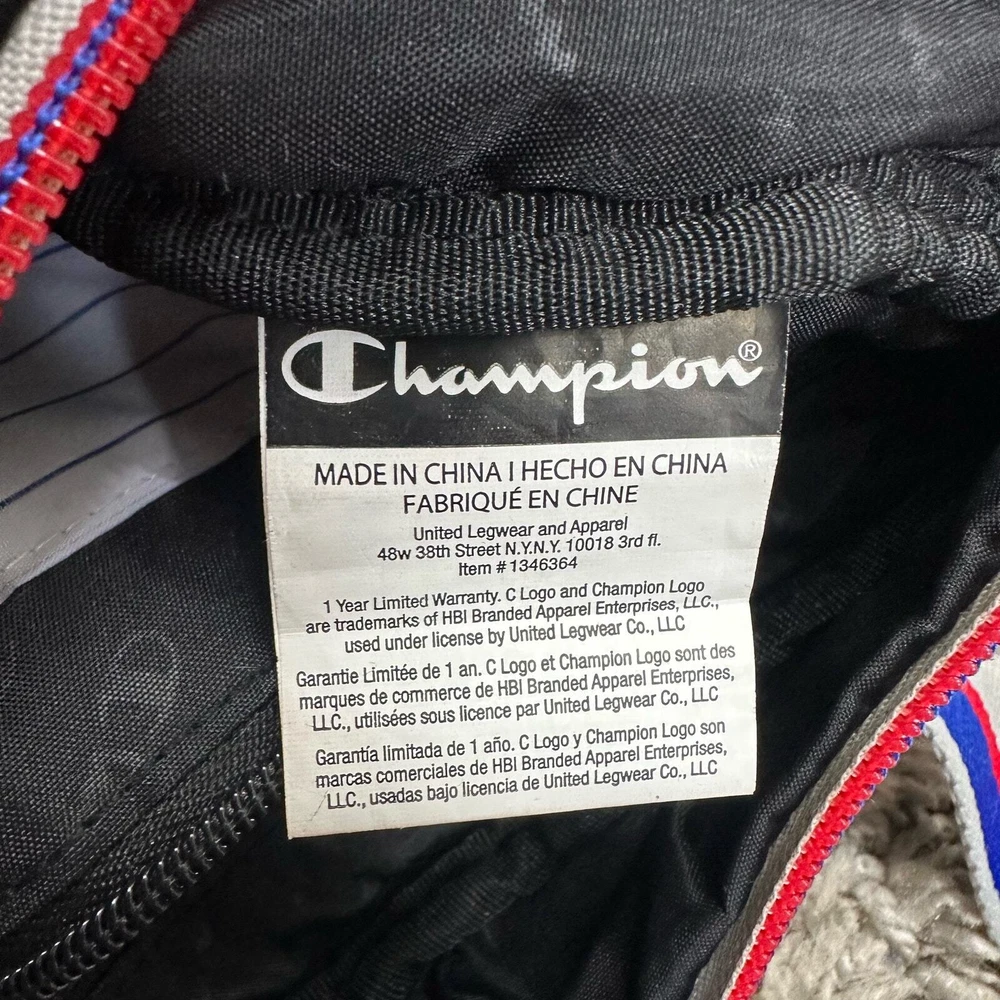 Champion®
MADE IN CHINA I HECHO EN CHINA
FABRIQUÉ EN CHINE
United Legwear and Apparel
48w 38th Street N.Y.N.Y. 10018 3rd fl.
Item # 1346364
1 Year Limited Warranty. C Logo and Champion Logo
are trademarks of HBI Branded Apparel Enterprises, LLC.,
used under license by United Legwear Co., LLC
Garantie Limitée de 1 an. C Logo et Champion Logo sont des
marques de commerce de HBI Branded Apparel Enterprises,
LLC., utilisées sous licence par United Legwear Co., LLC
Garantía limitada de 1 año. C Logo y Champion Logo son
marcas comerciales de HBI Branded Apparel Enterprises,
LLC., usadas bajo licencia de United Legwear Co., LLC